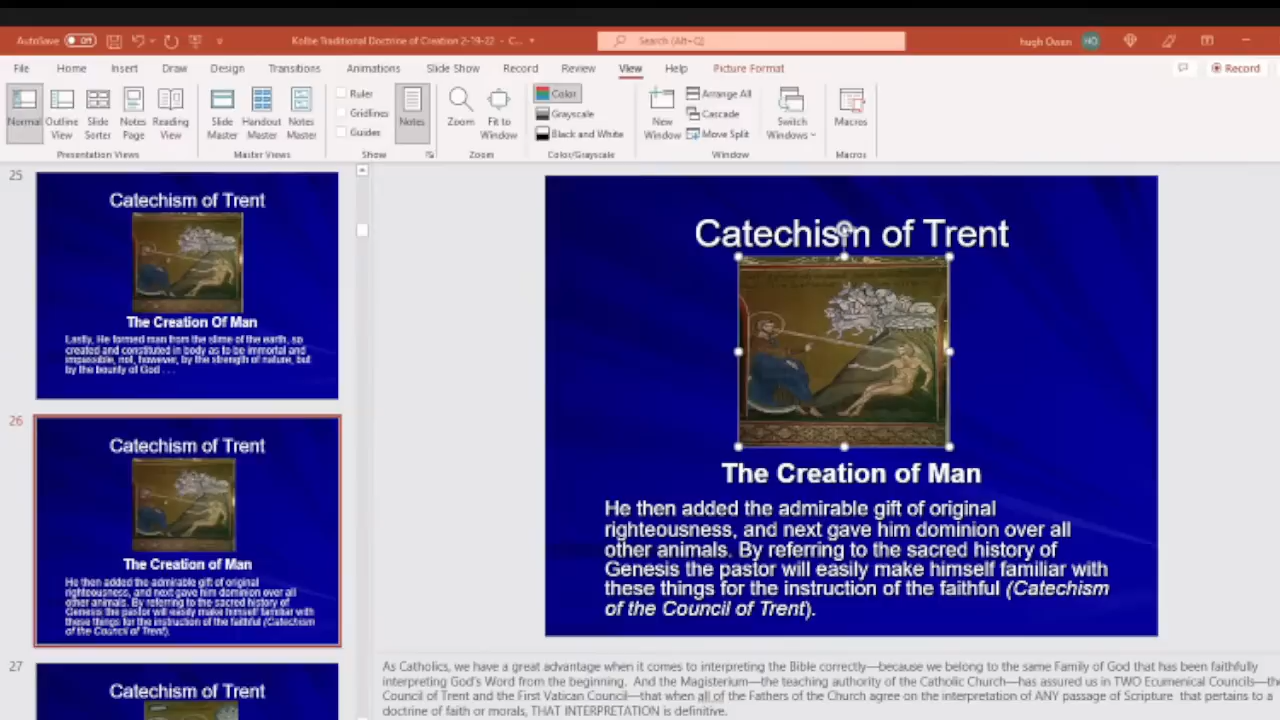 AutoSave Off
Kolbe Traditional Doctrine of Creation 2-19-22 - C...
Search (Alt+Q)
hugh Owen HO
File Home Insert Draw Design Transitions Animations Slide Show Record Review View Help Picture Format Record
Normal Outline View Slide Sorter Notes Page Reading View
Presentation Views
Slide Master Handout Master Notes Master
Master Views
Ruler
Gridlines
Guides
Show
Notes
Zoom Fit to Window
Zoom
Color
Grayscale
Black and White
Color/Grayscale
New Window
Arrange All
Cascade
Move Split
Switch Windows
Window
Macros
Macros
25
Catechism of Trent
The Creation Of Man
Lastly, He formed man from the slime of the earth, so
created and constituted in body as to be immortal and
impassible, not, however, by the strength of nature, but
by the bounty of God . . .
26
Catechism of Trent
The Creation of Man
He then added the admirable gift of original
righteousness, and next gave him dominion over all
other animals. By referring to the sacred history of
Genesis the pastor will easily make himself familiar with
these things for the instruction of the faithful (Catechism
of the Council of Trent).
27
Catechism of Trent
Catechism of Trent
The Creation of Man
He then added the admirable gift of original
righteousness, and next gave him dominion over all
other animals. By referring to the sacred history of
Genesis the pastor will easily make himself familiar with
these things for the instruction of the faithful (Catechism
of the Council of Trent).
As Catholics, we have a great advantage when it comes to interpreting the Bible correctly—because we belong to the same Family of God that has been faithfully
interpreting God's Word from the beginning. And the Magisterium—the teaching authority of the Catholic Church—has assured us in TWO Ecumenical Councils—the
Council of Trent and the First Vatican Council—that when all of the Fathers of the Church agree on the interpretation of ANY passage of Scripture that pertains to a
doctrine of faith or morals, THAT INTERPRETATION is definitive.